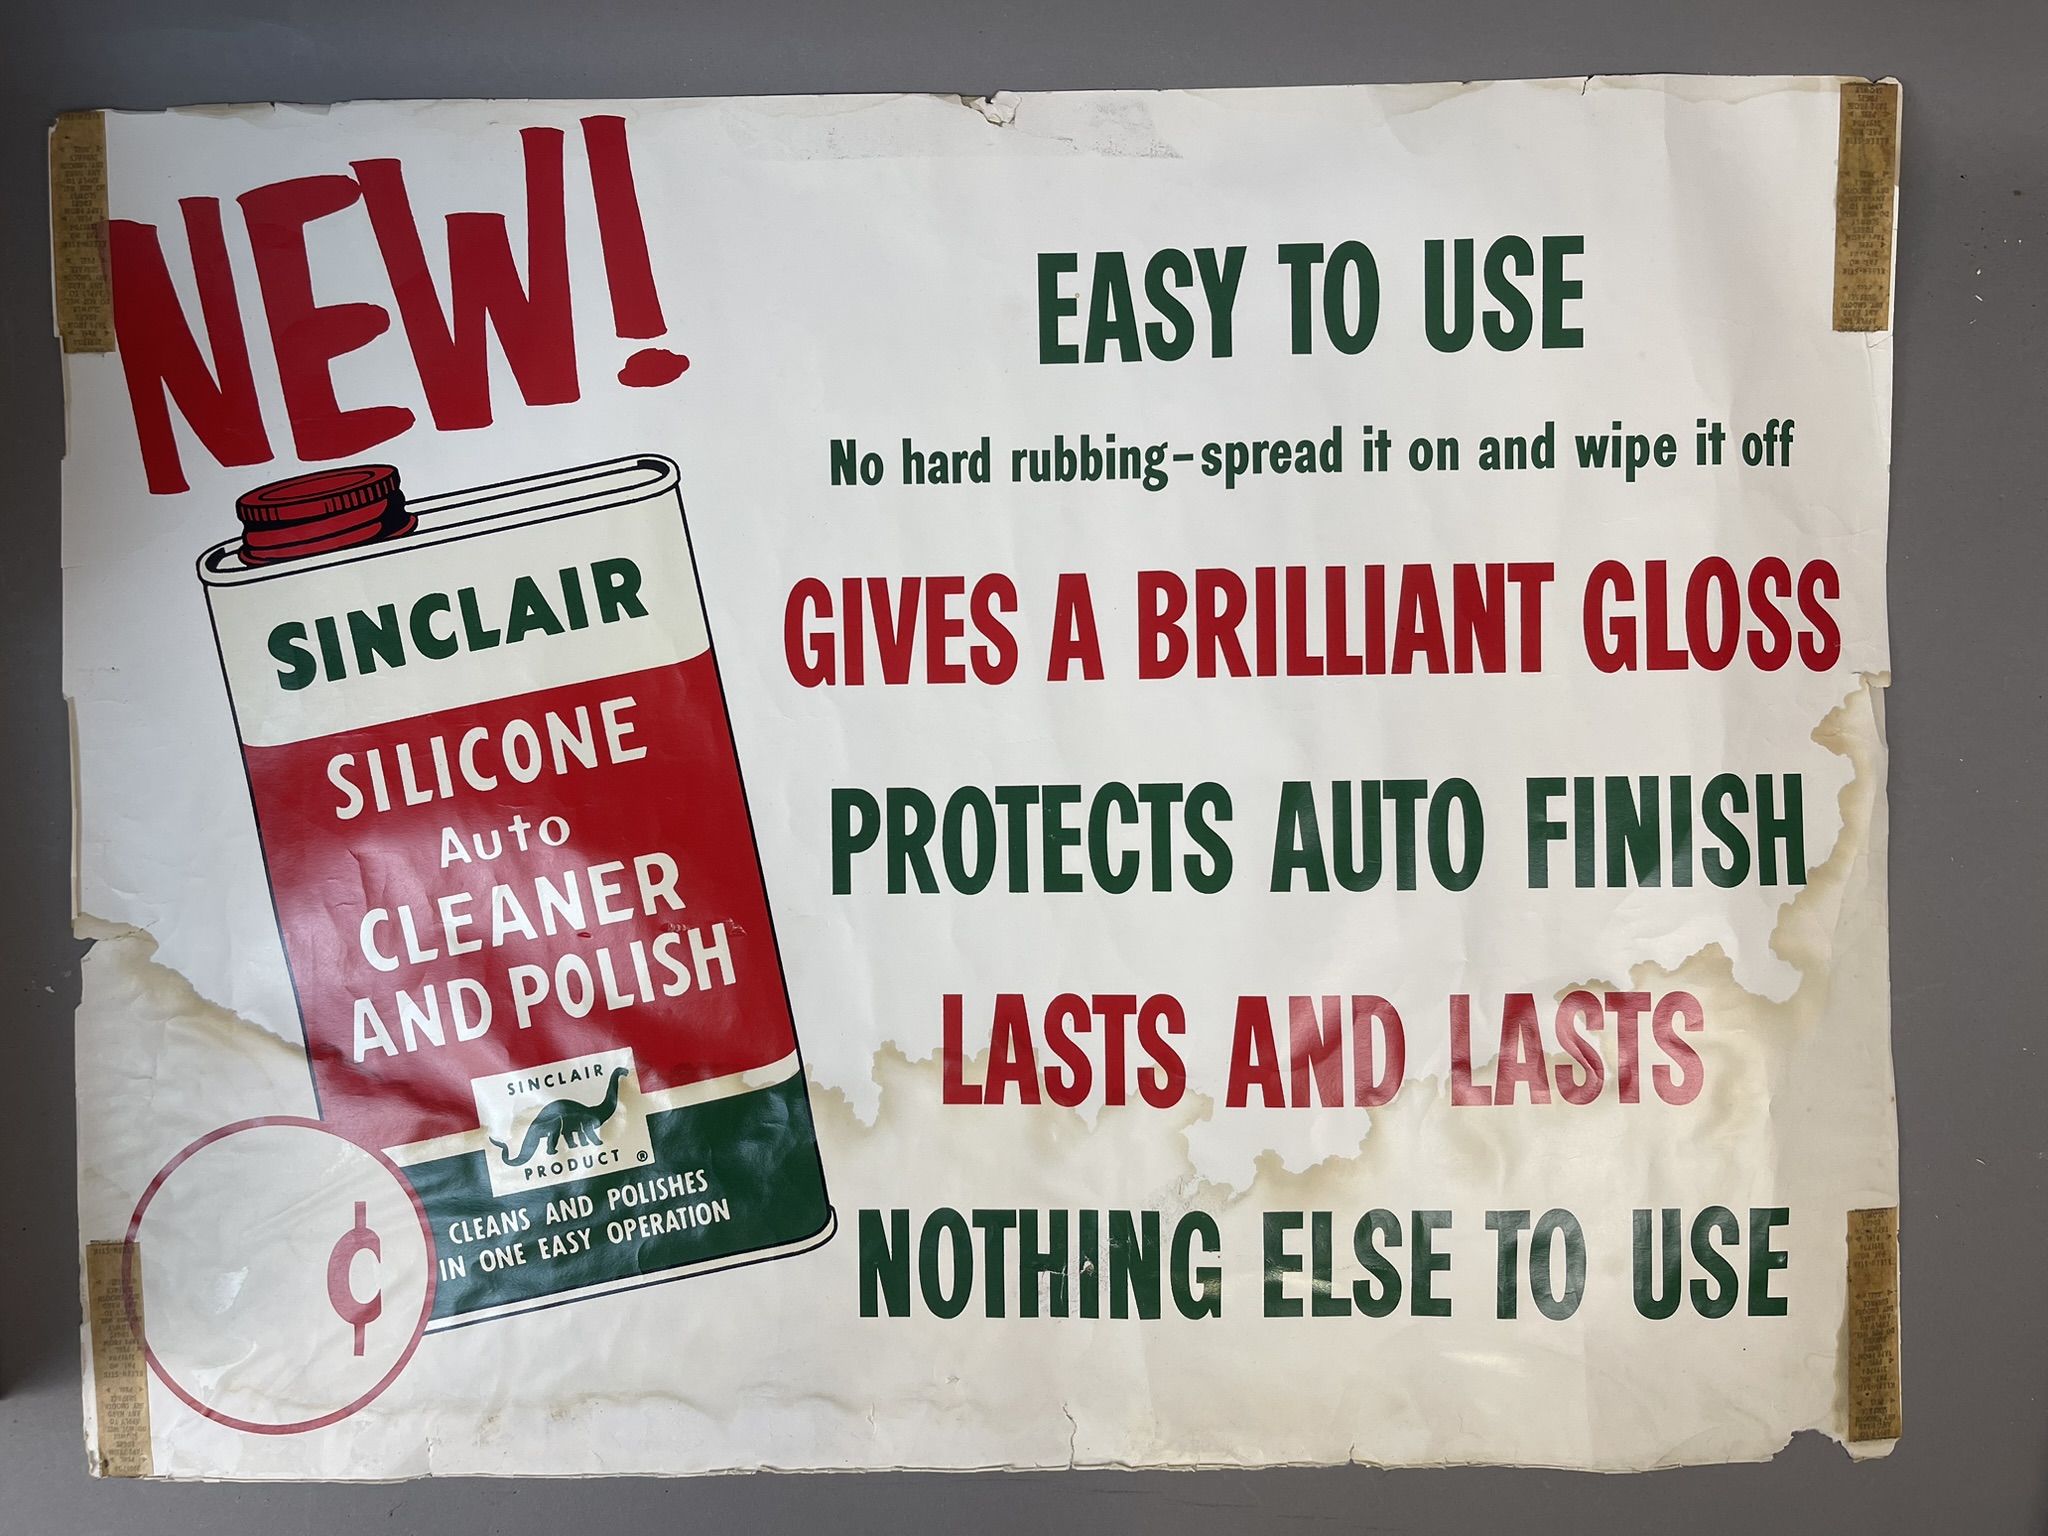 NEW!
SINCLAIR
SILICONE
Auto
CLEANER
AND POLISH
SINCLAIR
PRODUCT ®
CLEANS AND POLISHES
IN ONE EASY OPERATION
¢
EASY TO USE
No hard rubbing-spread it on and wipe it off
GIVES A BRILLIANT GLOSS
PROTECTS AUTO FINISH
LASTS AND LASTS
NOTHING ELSE TO USE